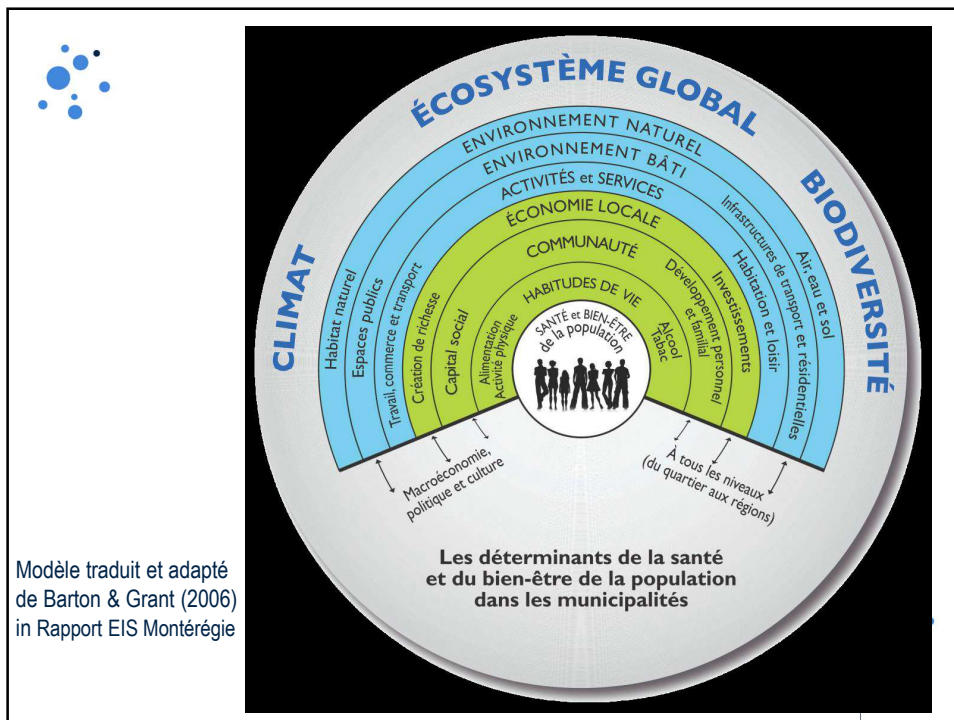 ÉCOSYSTÈME GLOBAL
CLIMAT
BIODIVERSITÉ
ENVIRONNEMENT NATUREL
Habitat naturel
Air, eau et sol
ENVIRONNEMENT BÂTI
Espaces publics
Infrastructures de transport et résidentielles
ACTIVITÉS et SERVICES
Travail, commerce et transport
Habitation et loisir
ÉCONOMIE LOCALE
Création de richesse
Investissements
COMMUNAUTÉ
Capital social
Développement personnel
et familial
HABITUDES DE VIE
Alimentation
Activité physique
Alcool
Tabac
SANTÉ et BIEN-ÊTRE
de la population
Macroéconomie,
politique et culture
À tous les niveaux
(du quartier aux régions)
Les déterminants de la santé
et du bien-être de la population
dans les municipalités
Modèle traduit et adapté
de Barton & Grant (2006)
in Rapport EIS Montérégie